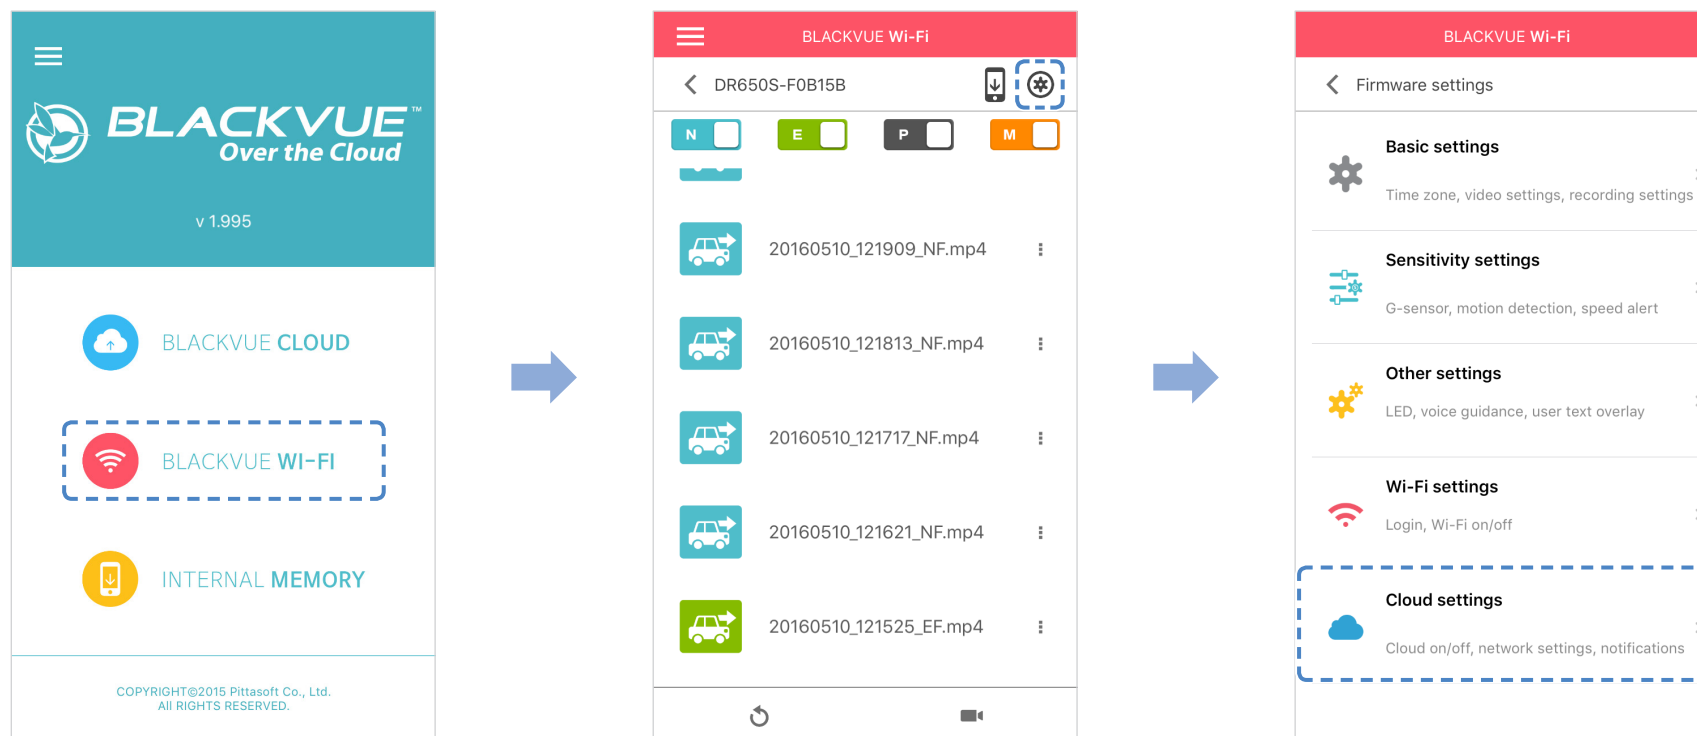 BLACKVUE™
Over the Cloud
v 1.995
BLACKVUE CLOUD
BLACKVUE WI-FI
INTERNAL MEMORY
COPYRIGHT©2015 Pittasoft Co., Ltd.
All RIGHTS RESERVED.
BLACKVUE Wi-Fi
DR650S-F0B15B
N E P M
20160510_121909_NF.mp4
20160510_121813_NF.mp4
20160510_121717_NF.mp4
20160510_121621_NF.mp4
20160510_121525_EF.mp4
BLACKVUE Wi-Fi
Firmware settings
Basic settings
Time zone, video settings, recording settings
Sensitivity settings
G-sensor, motion detection, speed alert
Other settings
LED, voice guidance, user text overlay
Wi-Fi settings
Login, Wi-Fi on/off
Cloud settings
Cloud on/off, network settings, notifications